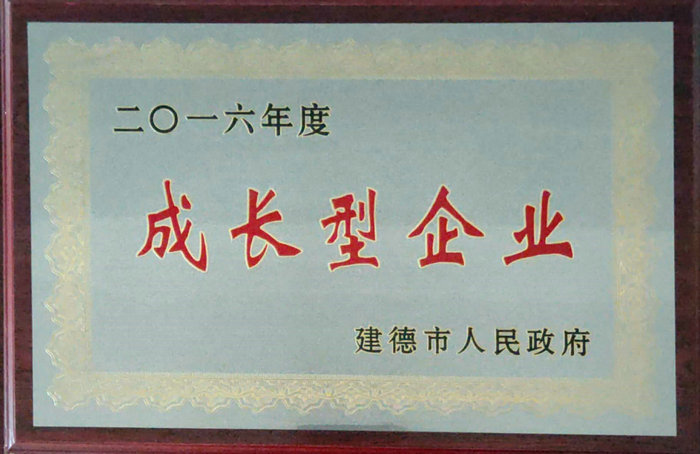 二〇一六年度
成长型企业
建德市人民政府